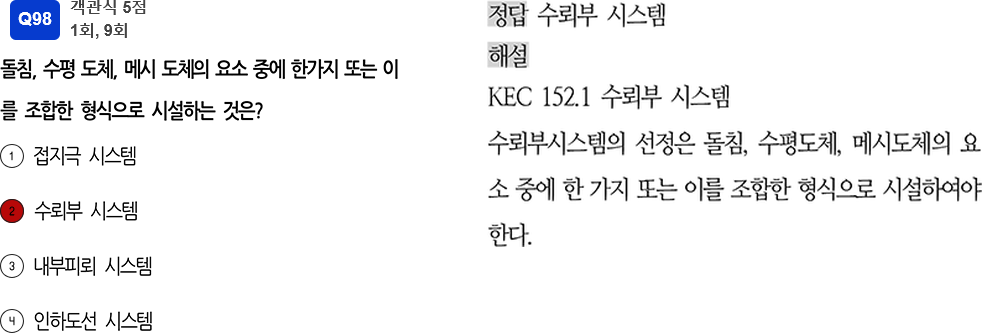 Q98
객관식 5점
1회, 9회
돌침, 수평 도체, 메시 도체의 요소 중에 한가지 또는 이
를 조합한 형식으로 시설하는 것은?
1 접지극 시스템
2 수뢰부 시스템
3 내부피뢰 시스템
4 인하도선 시스템
정답 수뢰부 시스템
해설
KEC 152.1 수뢰부 시스템
수뢰부시스템의 선정은 돌침, 수평도체, 메시도체의 요
소 중에 한 가지 또는 이를 조합한 형식으로 시설하여야
한다.